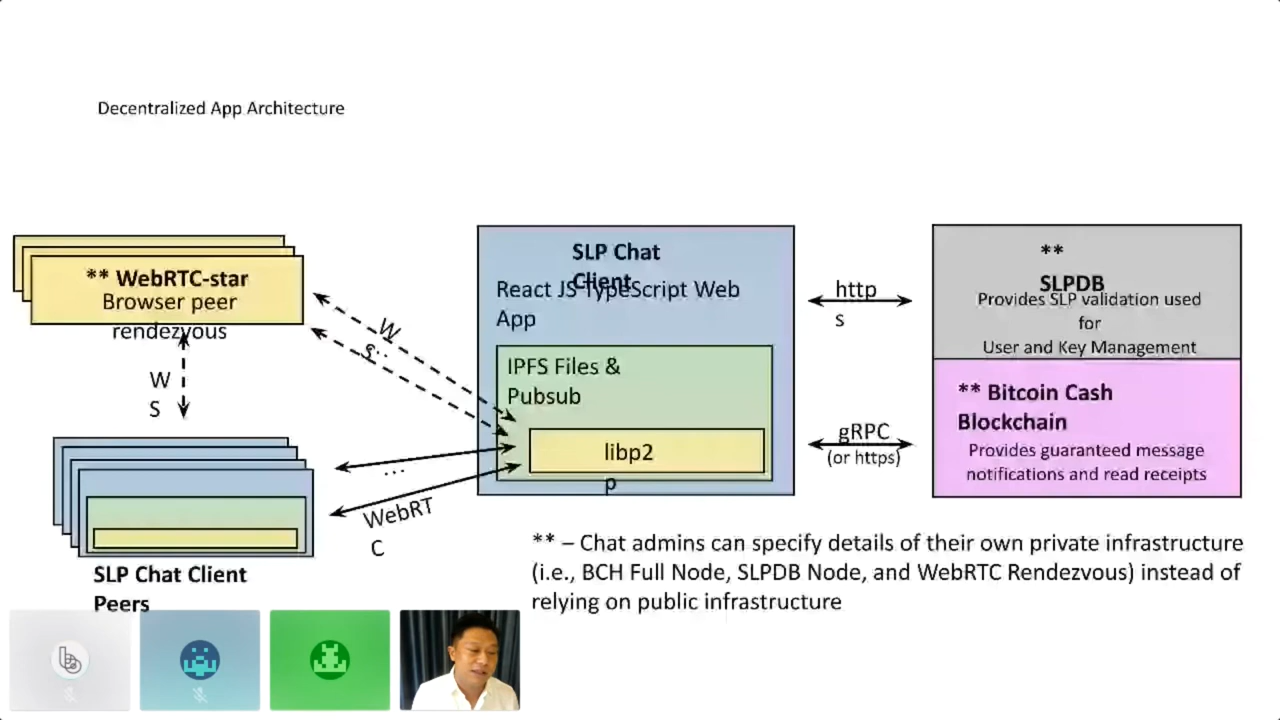 Decentralized App Architecture
** WebRTC-star
Browser peer
rendezvous
W
S
W
S
...
...
WebRT
C
SLP Chat Client
Peers
SLP Chat
Client
React JS TypeScript Web
App
IPFS Files &
Pubsub
libp2
p
http
s
gRPC
(or https)
**
SLPDB
Provides SLP validation used
for
User and Key Management
** Bitcoin Cash
Blockchain
Provides guaranteed message
notifications and read receipts
** – Chat admins can specify details of their own private infrastructure
(i.e., BCH Full Node, SLPDB Node, and WebRTC Rendezvous) instead of
relying on public infrastructure